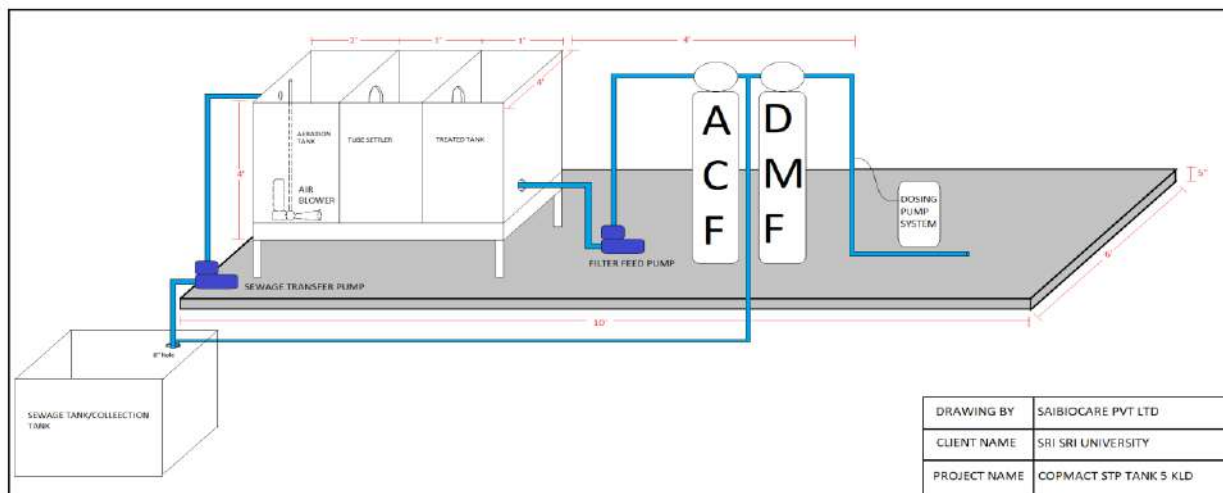 2'
1'
1'
4'
4'
4'
AERATION
TANK
TUBE SETTLER
TREATED TANK
AIR
BLOWER
A
C
F
D
M
F
DOSING
PUMP
SYSTEM
5"
6'
FILTER FEED PUMP
SEWAGE TRANSFER PUMP
10'
6" Hole
SEWAGE TANK/COLLEECTION
TANK
DRAWING BY SAIBIOCARE PVT LTD
CLIENT NAME SRI SRI UNIVERSITY
PROJECT NAME COPMACT STP TANK 5 KLD